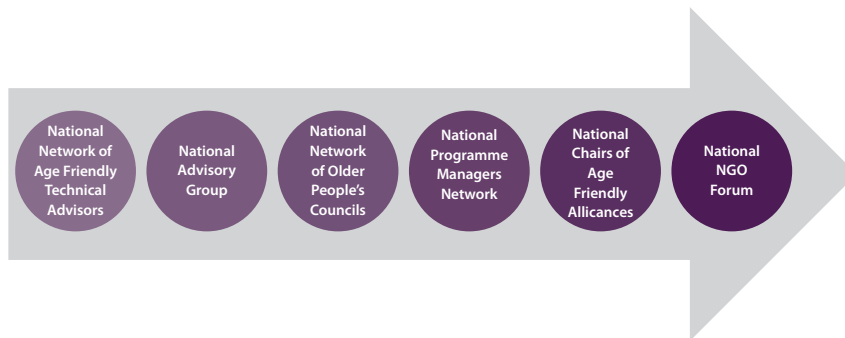 National
Network of
Age Friendly
Technical
Advisors
National
Advisory
Group
National
Network
of Older
People's
Councils
National
Programme
Managers
Network
National
Chairs of
Age
Friendly
Allicances
National
NGO
Forum